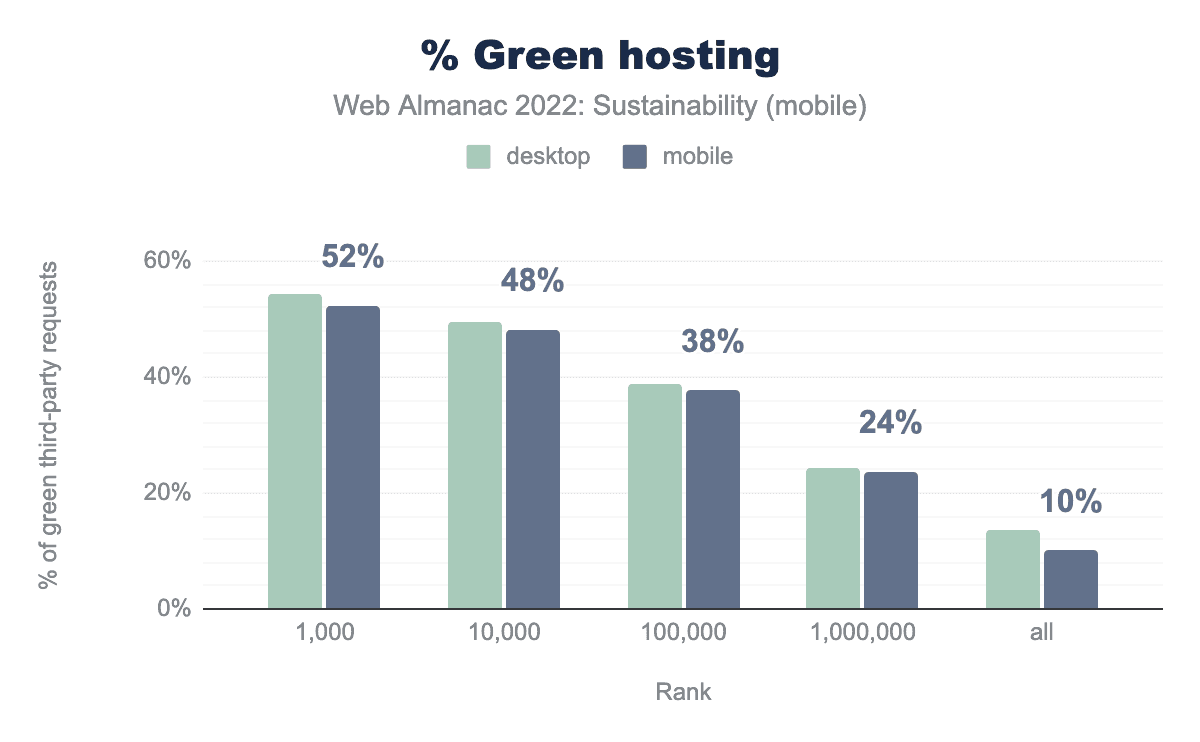 % Green hosting
Web Almanac 2022: Sustainability (mobile)
desktop mobile
% of green third-party requests
60%
40%
20%
0%
52%
48%
38%
24%
10%
1,000 10,000 100,000 1,000,000 all
Rank